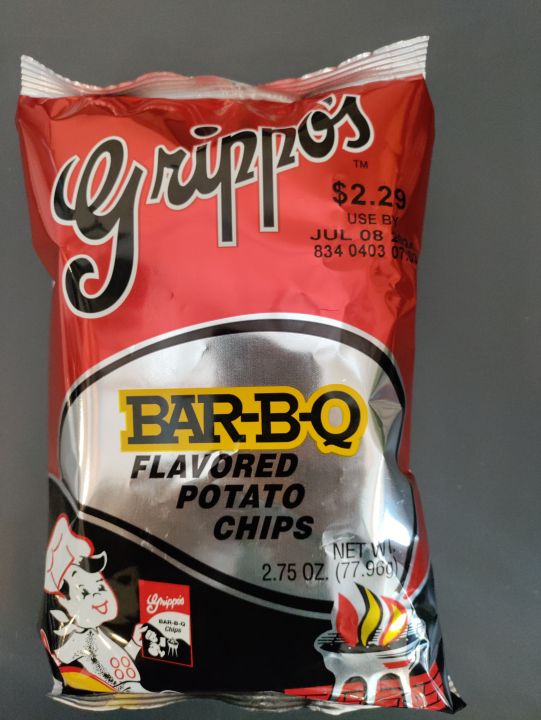 Grippo's
TM
$2.29
USE BY
JUL 08
834 0403
BAR-B-Q
FLAVORED
POTATO
CHIPS
NET WT.
2.75 OZ. (77.96g)
Grippo's
BAR-B-Q
Chips